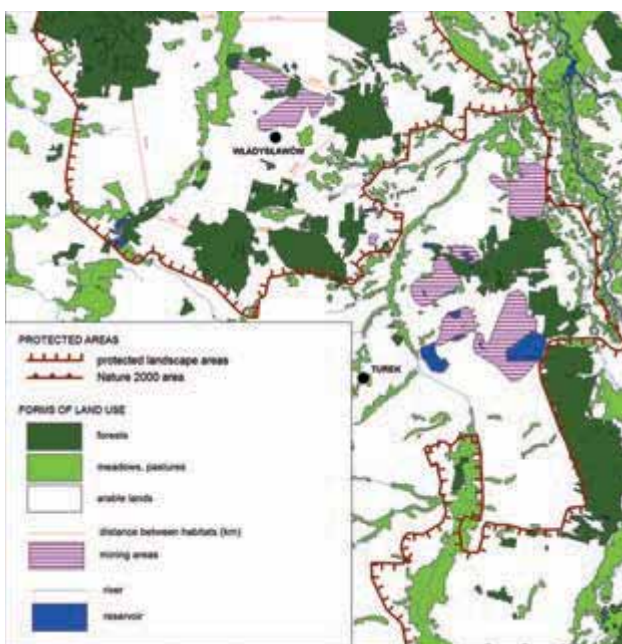 WŁADYSŁAWÓW
TUREK
PROTECTED AREAS
protected landscape areas
Nature 2000 area
FORMS OF LAND USE
forests
meadows, pastures
arable lands
distance between habitats (km)
mining areas
river
reservoir